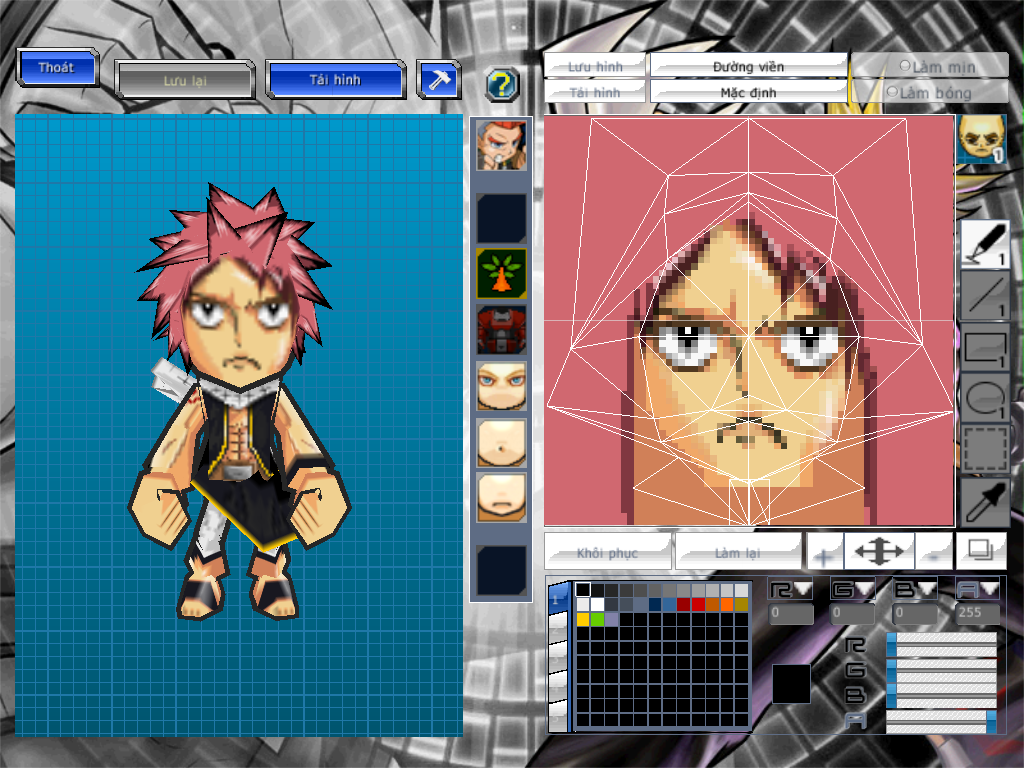 Thoát
Lưu lại
Tải hình
?
Lưu hình
Đường viền
Làm mịn
Tải hình
Mặc định
Làm bóng
1
1
1
1
1
Khôi phục
Làm lại
+
-
1
R
G
B
A
0
0
0
255
R
G
B
A